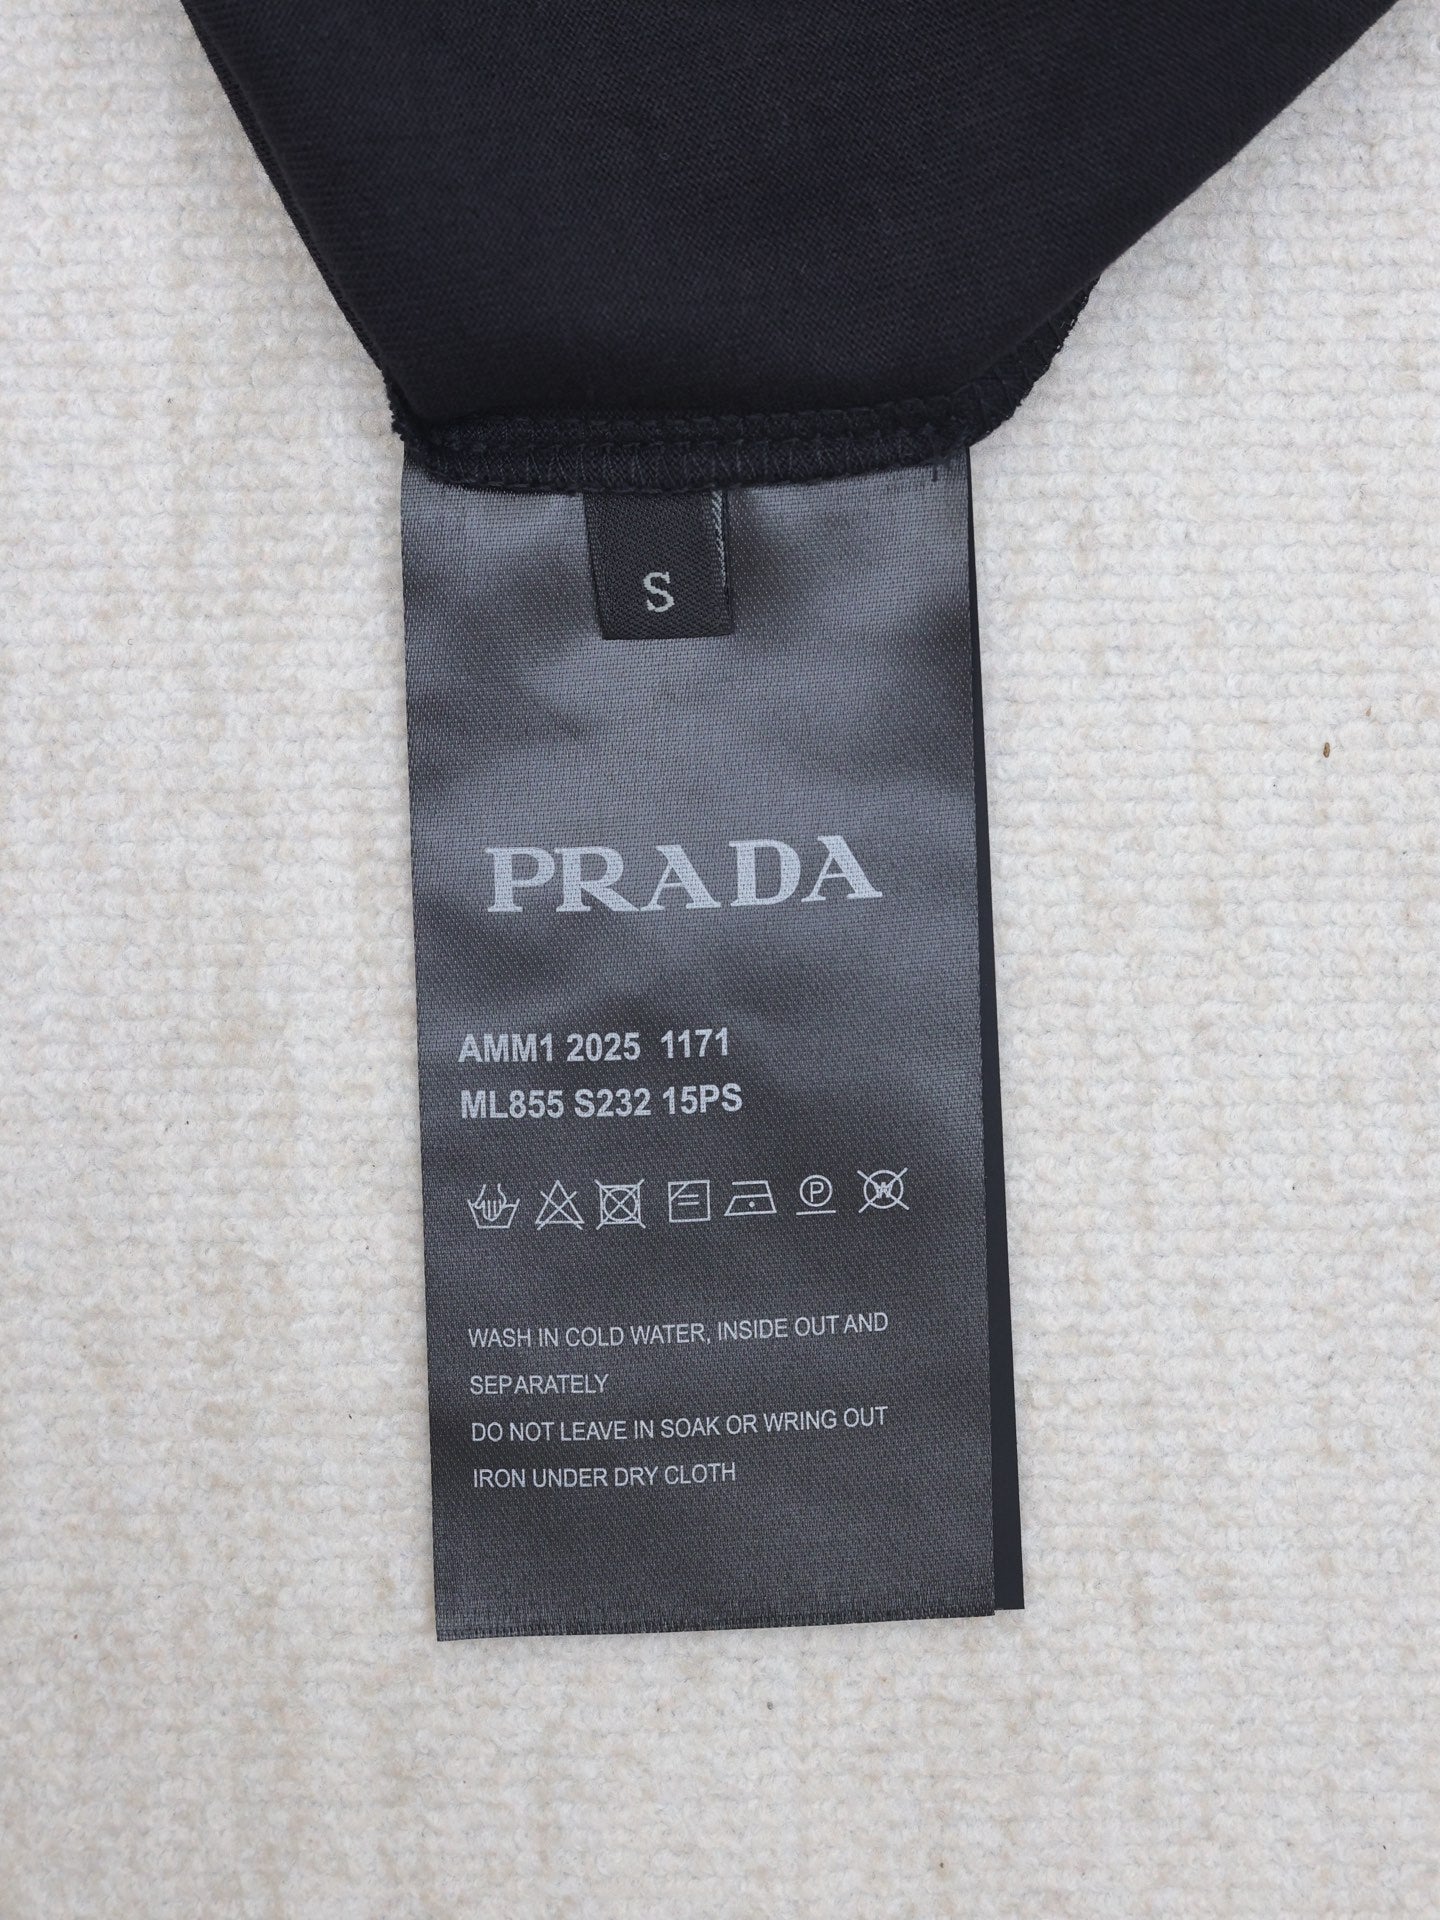 S
PRADA
AMM1 2025 1171
ML855 S232 15PS
P W
WASH IN COLD WATER, INSIDE OUT AND
SEPARATELY
DO NOT LEAVE IN SOAK OR WRING OUT
IRON UNDER DRY CLOTH